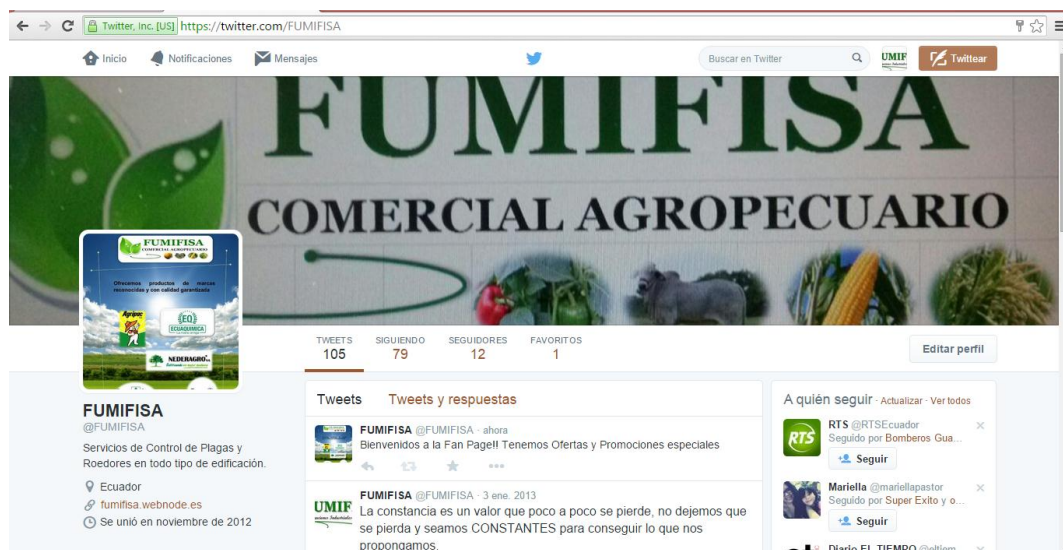 Twitter, Inc. [US] https://twitter.com/FUMIFISA
Inicio Notificaciones Mensajes Buscar en Twitter UMIF Twittear
FUMIFISA
COMERCIAL AGROPECUARIO
FUMIFISA
COMERCIAL AGROPECUARIO
Ofrecemos productos de marcas
reconocidas y con calidad garantizada
Agripac
(EQ)
ECUAQUIMICA
NEDERAGRO
TWEETS SIGUIENDO SEGUIDORES FAVORITOS
105 79 12 1
Editar perfil
FUMIFISA
@FUMIFISA
Servicios de Control de Plagas y
Roedores en todo tipo de edificación.
Ecuador
fumifisa.webnode.es
Se unió en noviembre de 2012
Tweets Tweets y respuestas
FUMIFISA @FUMIFISA · ahora
Bienvenidos a la Fan Page!! Tenemos Ofertas y Promociones especiales
UMIF
FUMIFISA @FUMIFISA · 3 ene. 2013
La constancia es un valor que poco a poco se pierde, no dejemos que
se pierda y seamos CONSTANTES para conseguir lo que nos
propongamos.
A quién seguir · Actualizar · Ver todos
RTS
RTS @RTSEcuador
Seguido por Bomberos Gua...
Seguir
Mariella @mariellapastor
Seguido por Super Exito y o...
Seguir
Diario EL TIEMPO @eltiem...